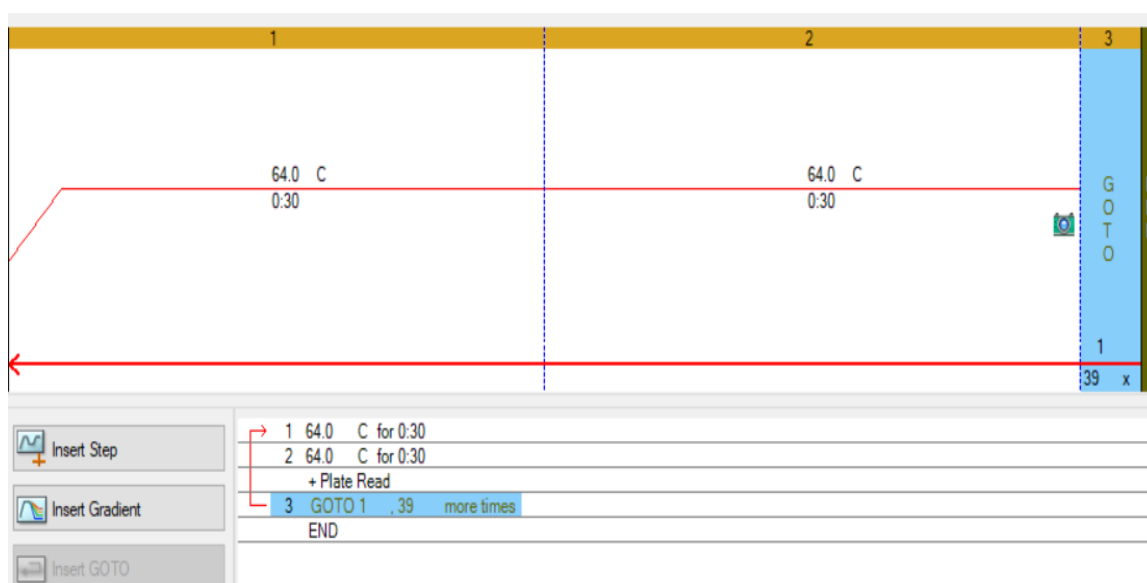 1 2 3
64.0 C 64.0 C
0:30 0:30
G
O
T
O
1
39 x
Insert Step
Insert Gradient
Insert GOTO
1 64.0 C for 0:30
2 64.0 C for 0:30
+ Plate Read
3 GOTO 1 , 39 more times
END